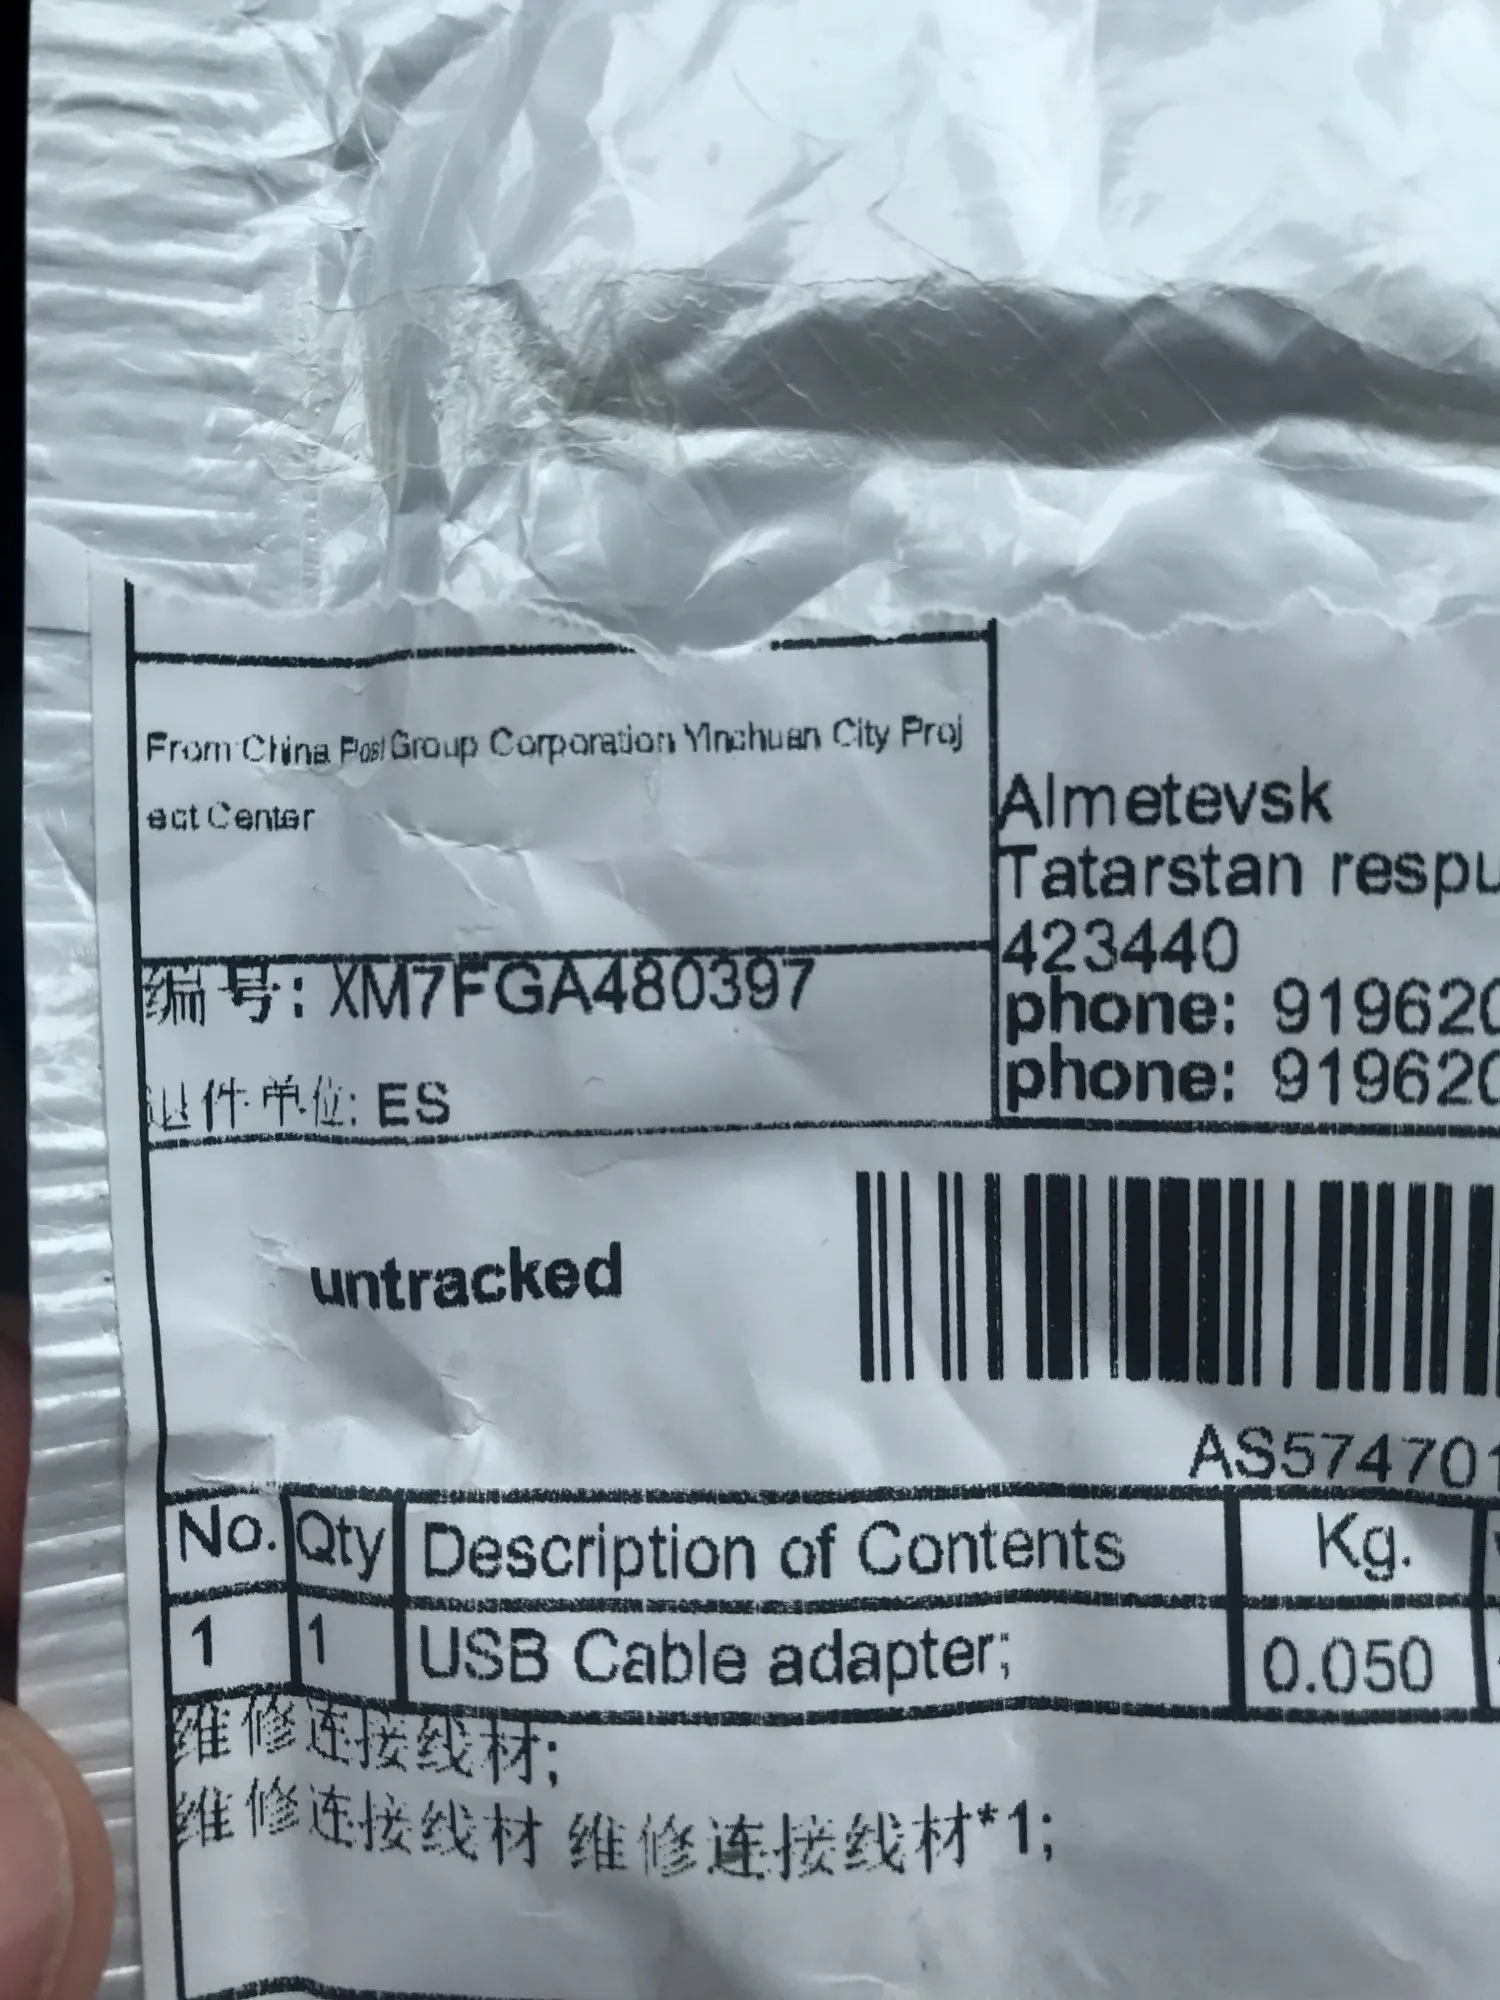 From China Post Group Corporation Yinchuan City Proj
ect Center
Almetevsk
Tatarstan respu
423440
phone: 919620
phone: 919620
编号: XM7FGA480397
退件单位: ES
untracked
AS574701
No. Qty Description of Contents Kg.
1 1 USB Cable adapter; 0.050
维修连接线材;
维修连接线材 维修连接线材*1;